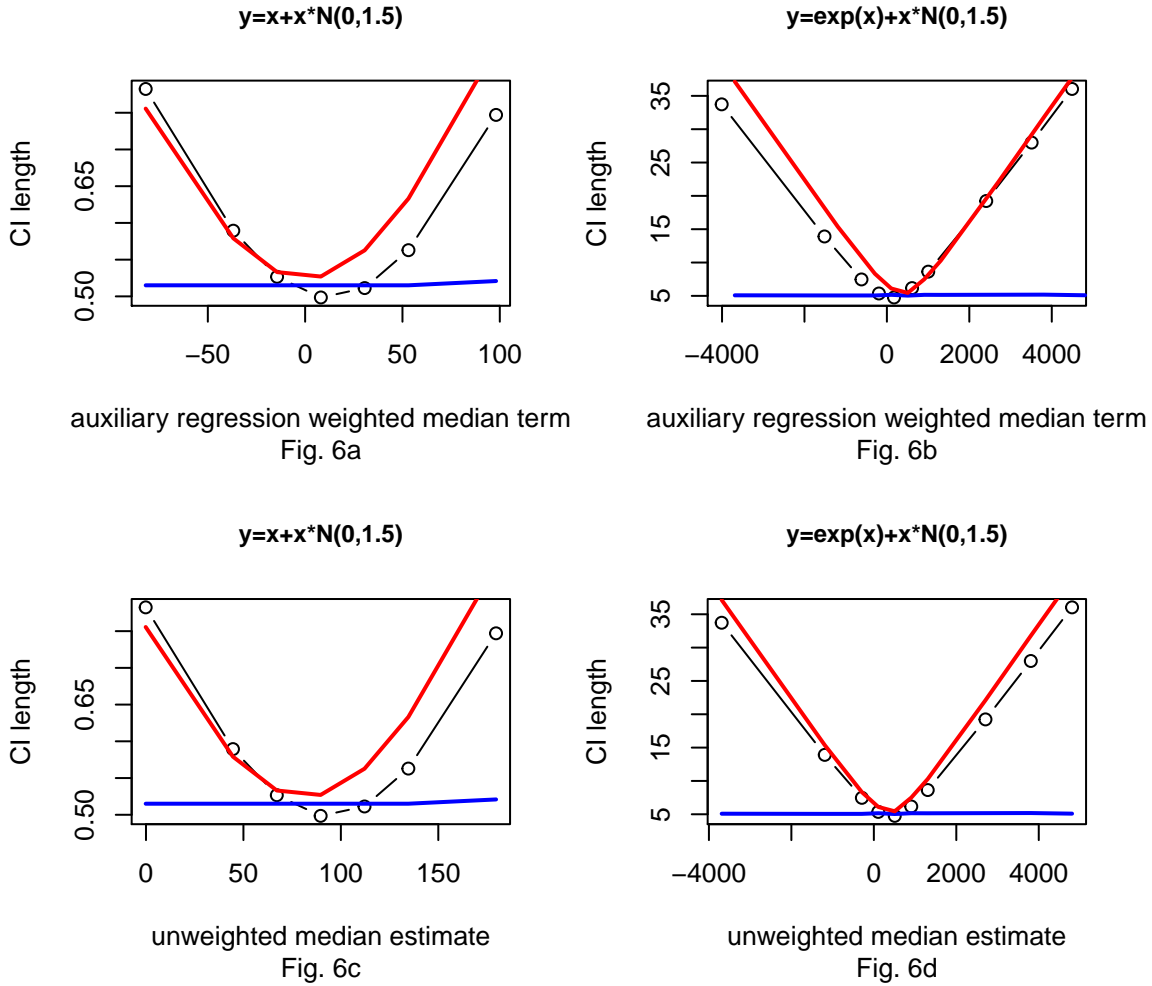 y=x+x*N(0,1.5)
CI length
0.50 0.65
−50 0 50 100
auxiliary regression weighted median term
Fig. 6a
y=exp(x)+x*N(0,1.5)
CI length
5 15 25 35
−4000 0 2000 4000
auxiliary regression weighted median term
Fig. 6b
y=x+x*N(0,1.5)
CI length
0.50 0.65
0 50 100 150
unweighted median estimate
Fig. 6c
y=exp(x)+x*N(0,1.5)
CI length
5 15 25 35
−4000 0 2000 4000
unweighted median estimate
Fig. 6d